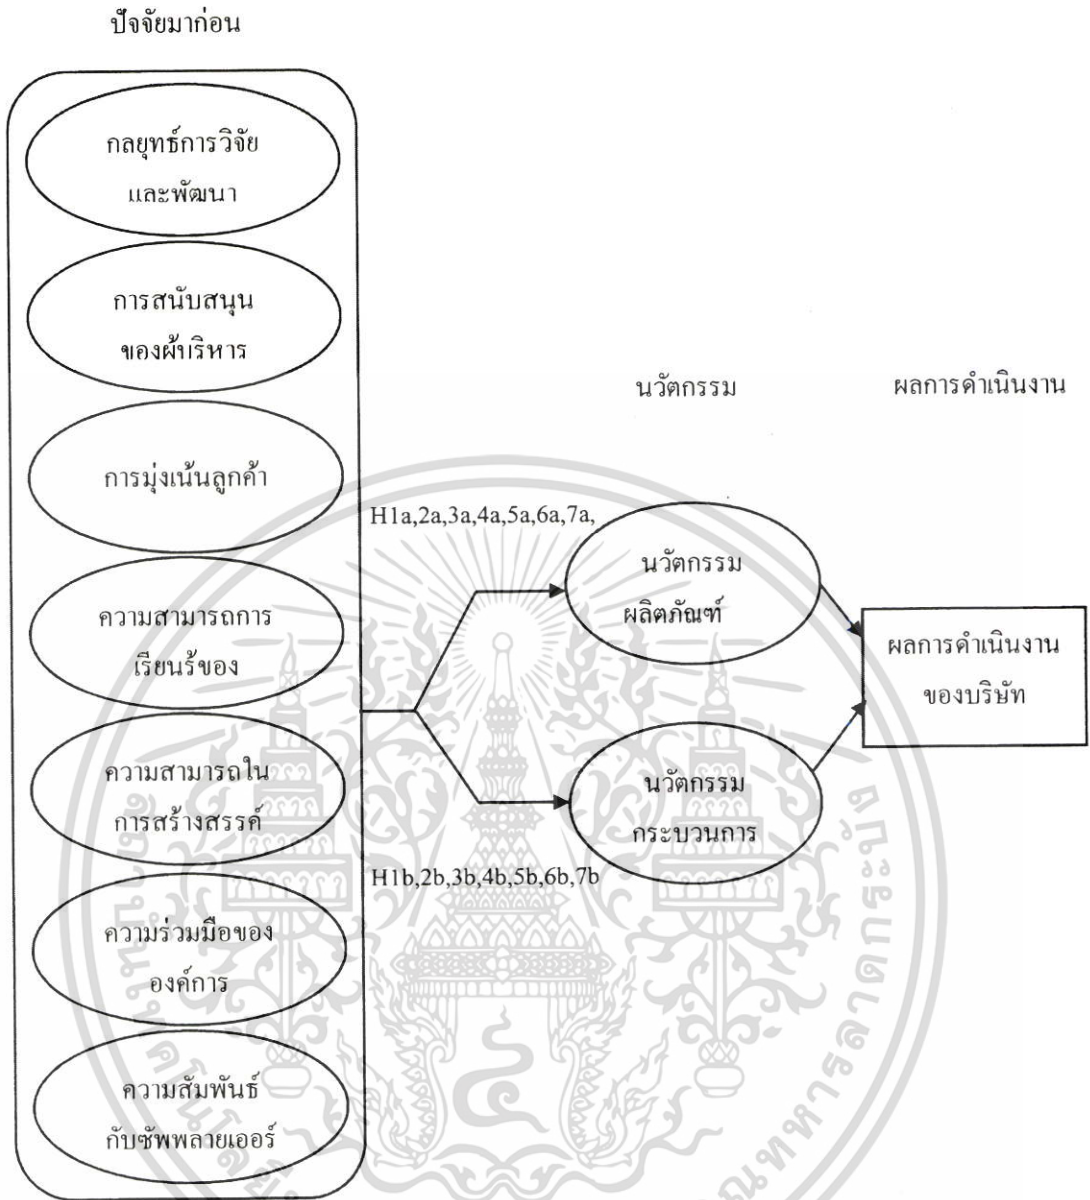 ปัจจัยมาก่อน
กลยุทธ์การวิจัย
และพัฒนา
การสนับสนุน
ของผู้บริหาร
การมุ่งเน้นลูกค้า
ความสามารถการ
เรียนรู้ของ
ความสามารถใน
การสร้างสรรค์
ความร่วมมือของ
องค์การ
ความสัมพันธ์
กับซัพพลายเออร์
H1a,2a,3a,4a,5a,6a,7a,
H1b,2b,3b,4b,5b,6b,7b
นวัตกรรม
นวัตกรรม
ผลิตภัณฑ์
นวัตกรรม
กระบวนการ
ผลการดำเนินงาน
ผลการดำเนินงาน
ของบริษัท